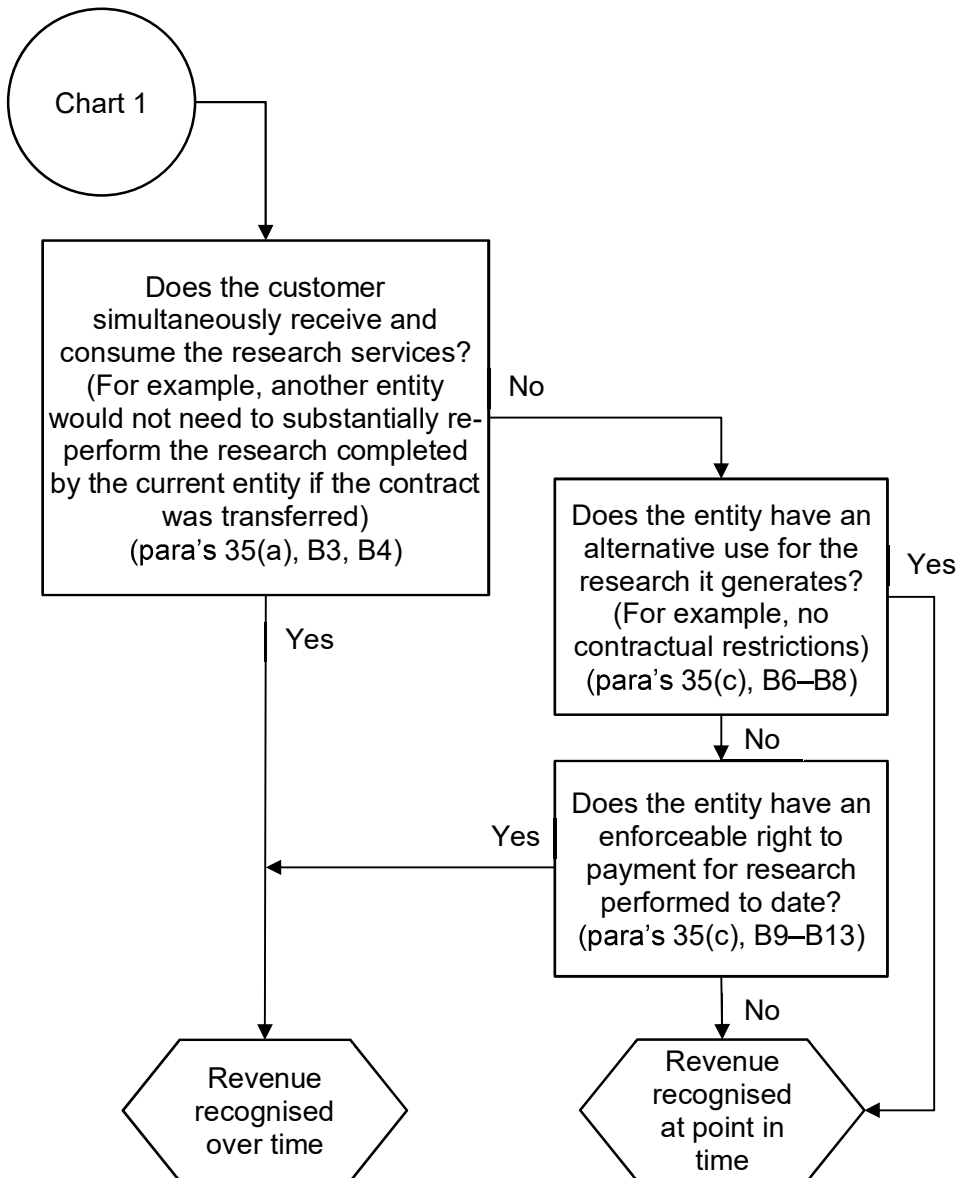 Chart 1
Does the customer
simultaneously receive and
consume the research services?
(For example, another entity
would not need to substantially re-
perform the research completed
by the current entity if the contract
was transferred)
(para's 35(a), B3, B4)
No
Yes
Does the entity have an
alternative use for the
research it generates?
(For example, no
contractual restrictions)
(para's 35(c), B6–B8)
Yes
No
Does the entity have an
enforceable right to
payment for research
performed to date?
(para's 35(c), B9–B13)
Yes
No
Revenue
recognised
over time
Revenue
recognised
at point in
time